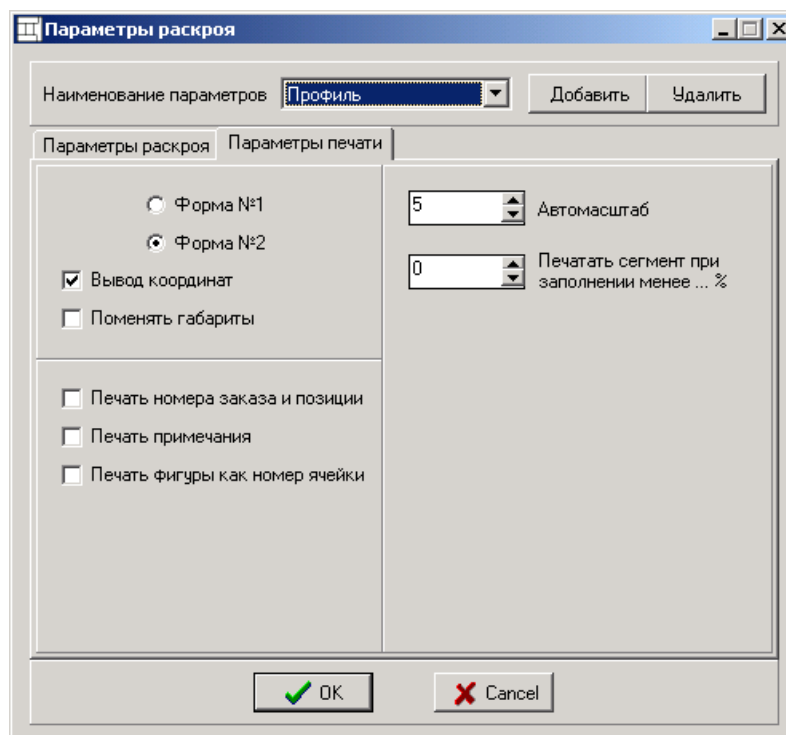 Параметры раскроя
Наименование параметров Профиль Добавить Удалить
Параметры раскроя Параметры печати
Форма №1
Форма №2
Вывод координат
Поменять габариты
Печать номера заказа и позиции
Печать примечания
Печать фигуры как номер ячейки
5 Автомасштаб
0 Печатать сегмент при
заполнении менее ... %
OK Cancel